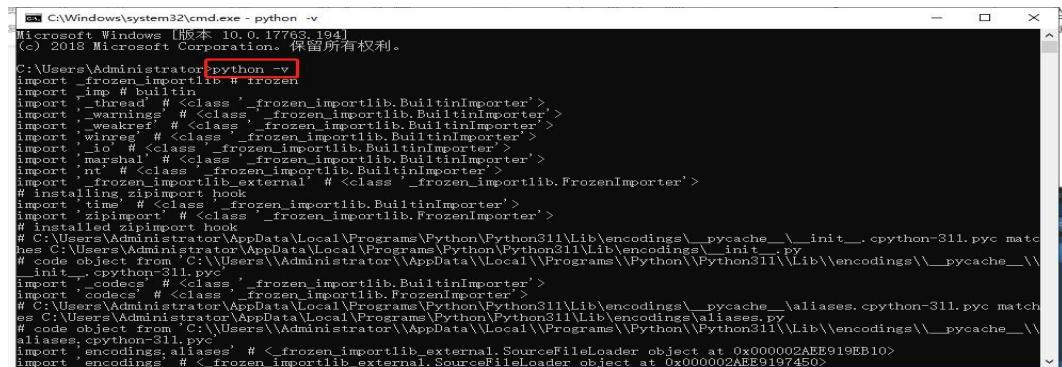 C:\Windows\system32\cmd.exe - python  -v
Microsoft Windows [版本 10.0.17763.194]
(c) 2018 Microsoft Corporation。保留所有权利。
C:\Users\Administrator>python -v
import _frozen_importlib # frozen
import _imp # builtin
import '_thread' # <class '_frozen_importlib.BuiltinImporter'>
import '_warnings' # <class '_frozen_importlib.BuiltinImporter'>
import '_weakref' # <class '_frozen_importlib.BuiltinImporter'>
import 'winreg' # <class '_frozen_importlib.BuiltinImporter'>
import '_io' # <class '_frozen_importlib.BuiltinImporter'>
import 'marshal' # <class '_frozen_importlib.BuiltinImporter'>
import 'nt' # <class '_frozen_importlib.BuiltinImporter'>
import '_frozen_importlib_external' # <class '_frozen_importlib.FrozenImporter'>
# installing zipimport hook
import 'time' # <class '_frozen_importlib.BuiltinImporter'>
import 'zipimport' # <class '_frozen_importlib.FrozenImporter'>
# installed zipimport hook
# C:\Users\Administrator\AppData\Local\Programs\Python\Python311\Lib\encodings\__pycache__\__init__.cpython-311.pyc matc
hes C:\Users\Administrator\AppData\Local\Programs\Python\Python311\Lib\encodings\__init__.py
# code object from 'C:\\Users\\Administrator\\AppData\\Local\\Programs\\Python\\Python311\\Lib\\encodings\\__pycache__\\
__init__.cpython-311.pyc'
import '_codecs' # <class '_frozen_importlib.BuiltinImporter'>
import 'codecs' # <class '_frozen_importlib.FrozenImporter'>
# C:\Users\Administrator\AppData\Local\Programs\Python\Python311\Lib\encodings\__pycache__\aliases.cpython-311.pyc match
es C:\Users\Administrator\AppData\Local\Programs\Python\Python311\Lib\encodings\aliases.py
# code object from 'C:\\Users\\Administrator\\AppData\\Local\\Programs\\Python\\Python311\\Lib\\encodings\\__pycache__\\
aliases.cpython-311.pyc'
import 'encodings.aliases' # <_frozen_importlib_external.SourceFileLoader object at 0x000002AEE919EB10>
import 'encodings' # <_frozen_importlib_external.SourceFileLoader object at 0x000002AEE9197450>